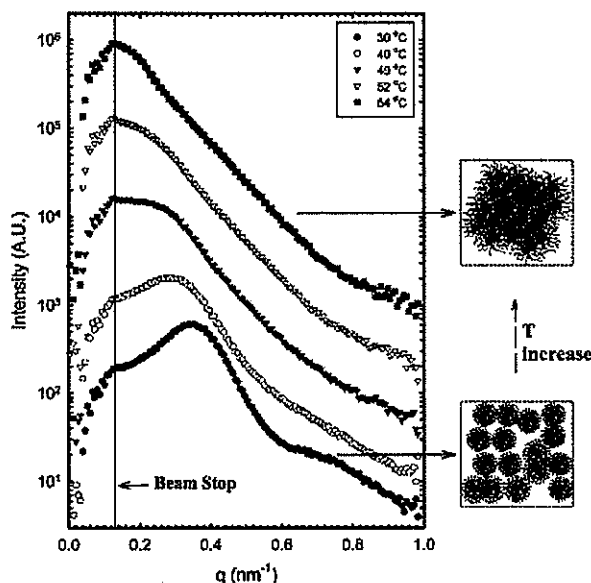 30 °C
40 °C
49 °C
52 °C
54 °C
10⁶
10⁵
10⁴
10³
10²
10¹
Intensity (A.U.)
Beam Stop
T
increase
0.0 0.2 0.4 0.6 0.8 1.0
q (nm⁻¹)